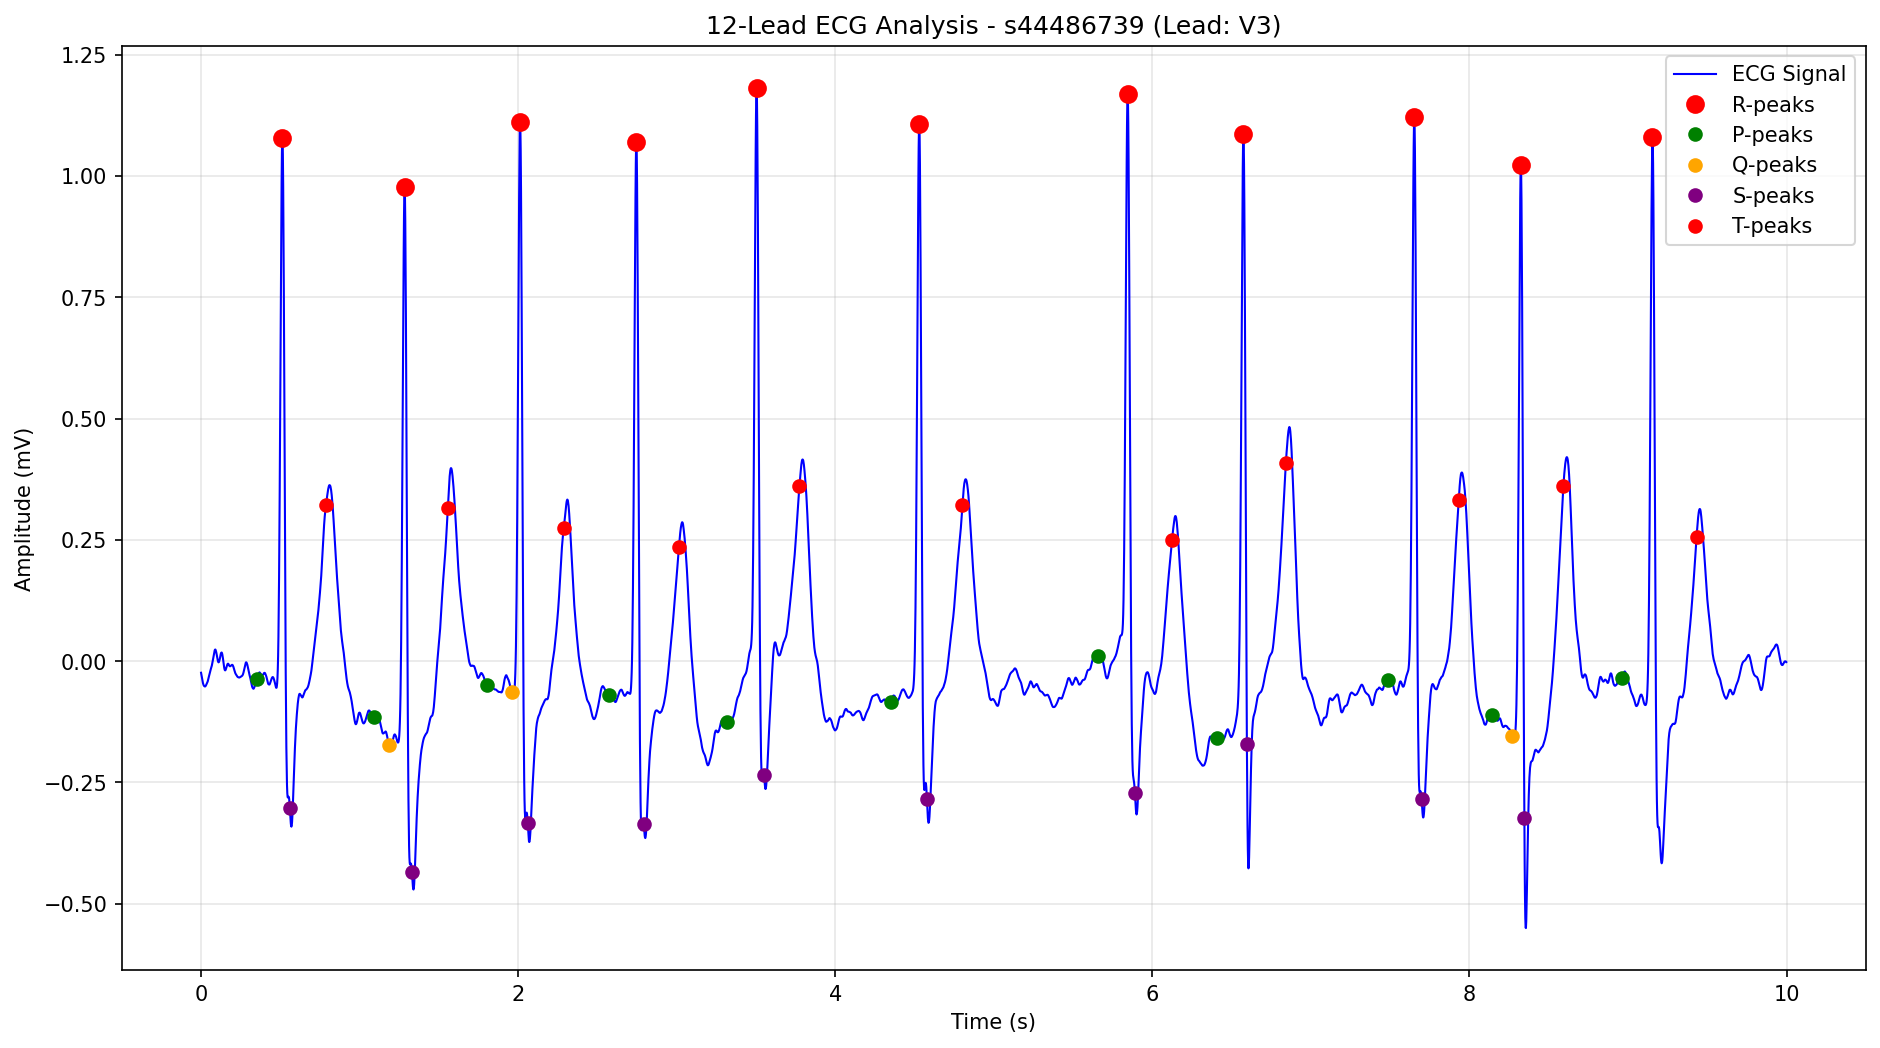 12-Lead ECG Analysis - s44486739 (Lead: V3)
1.25
1.00
0.75
0.50
0.25
0.00
−0.25
−0.50
Amplitude (mV)
ECG Signal
R-peaks
P-peaks
Q-peaks
S-peaks
T-peaks
0 2 4 6 8 10
Time (s)